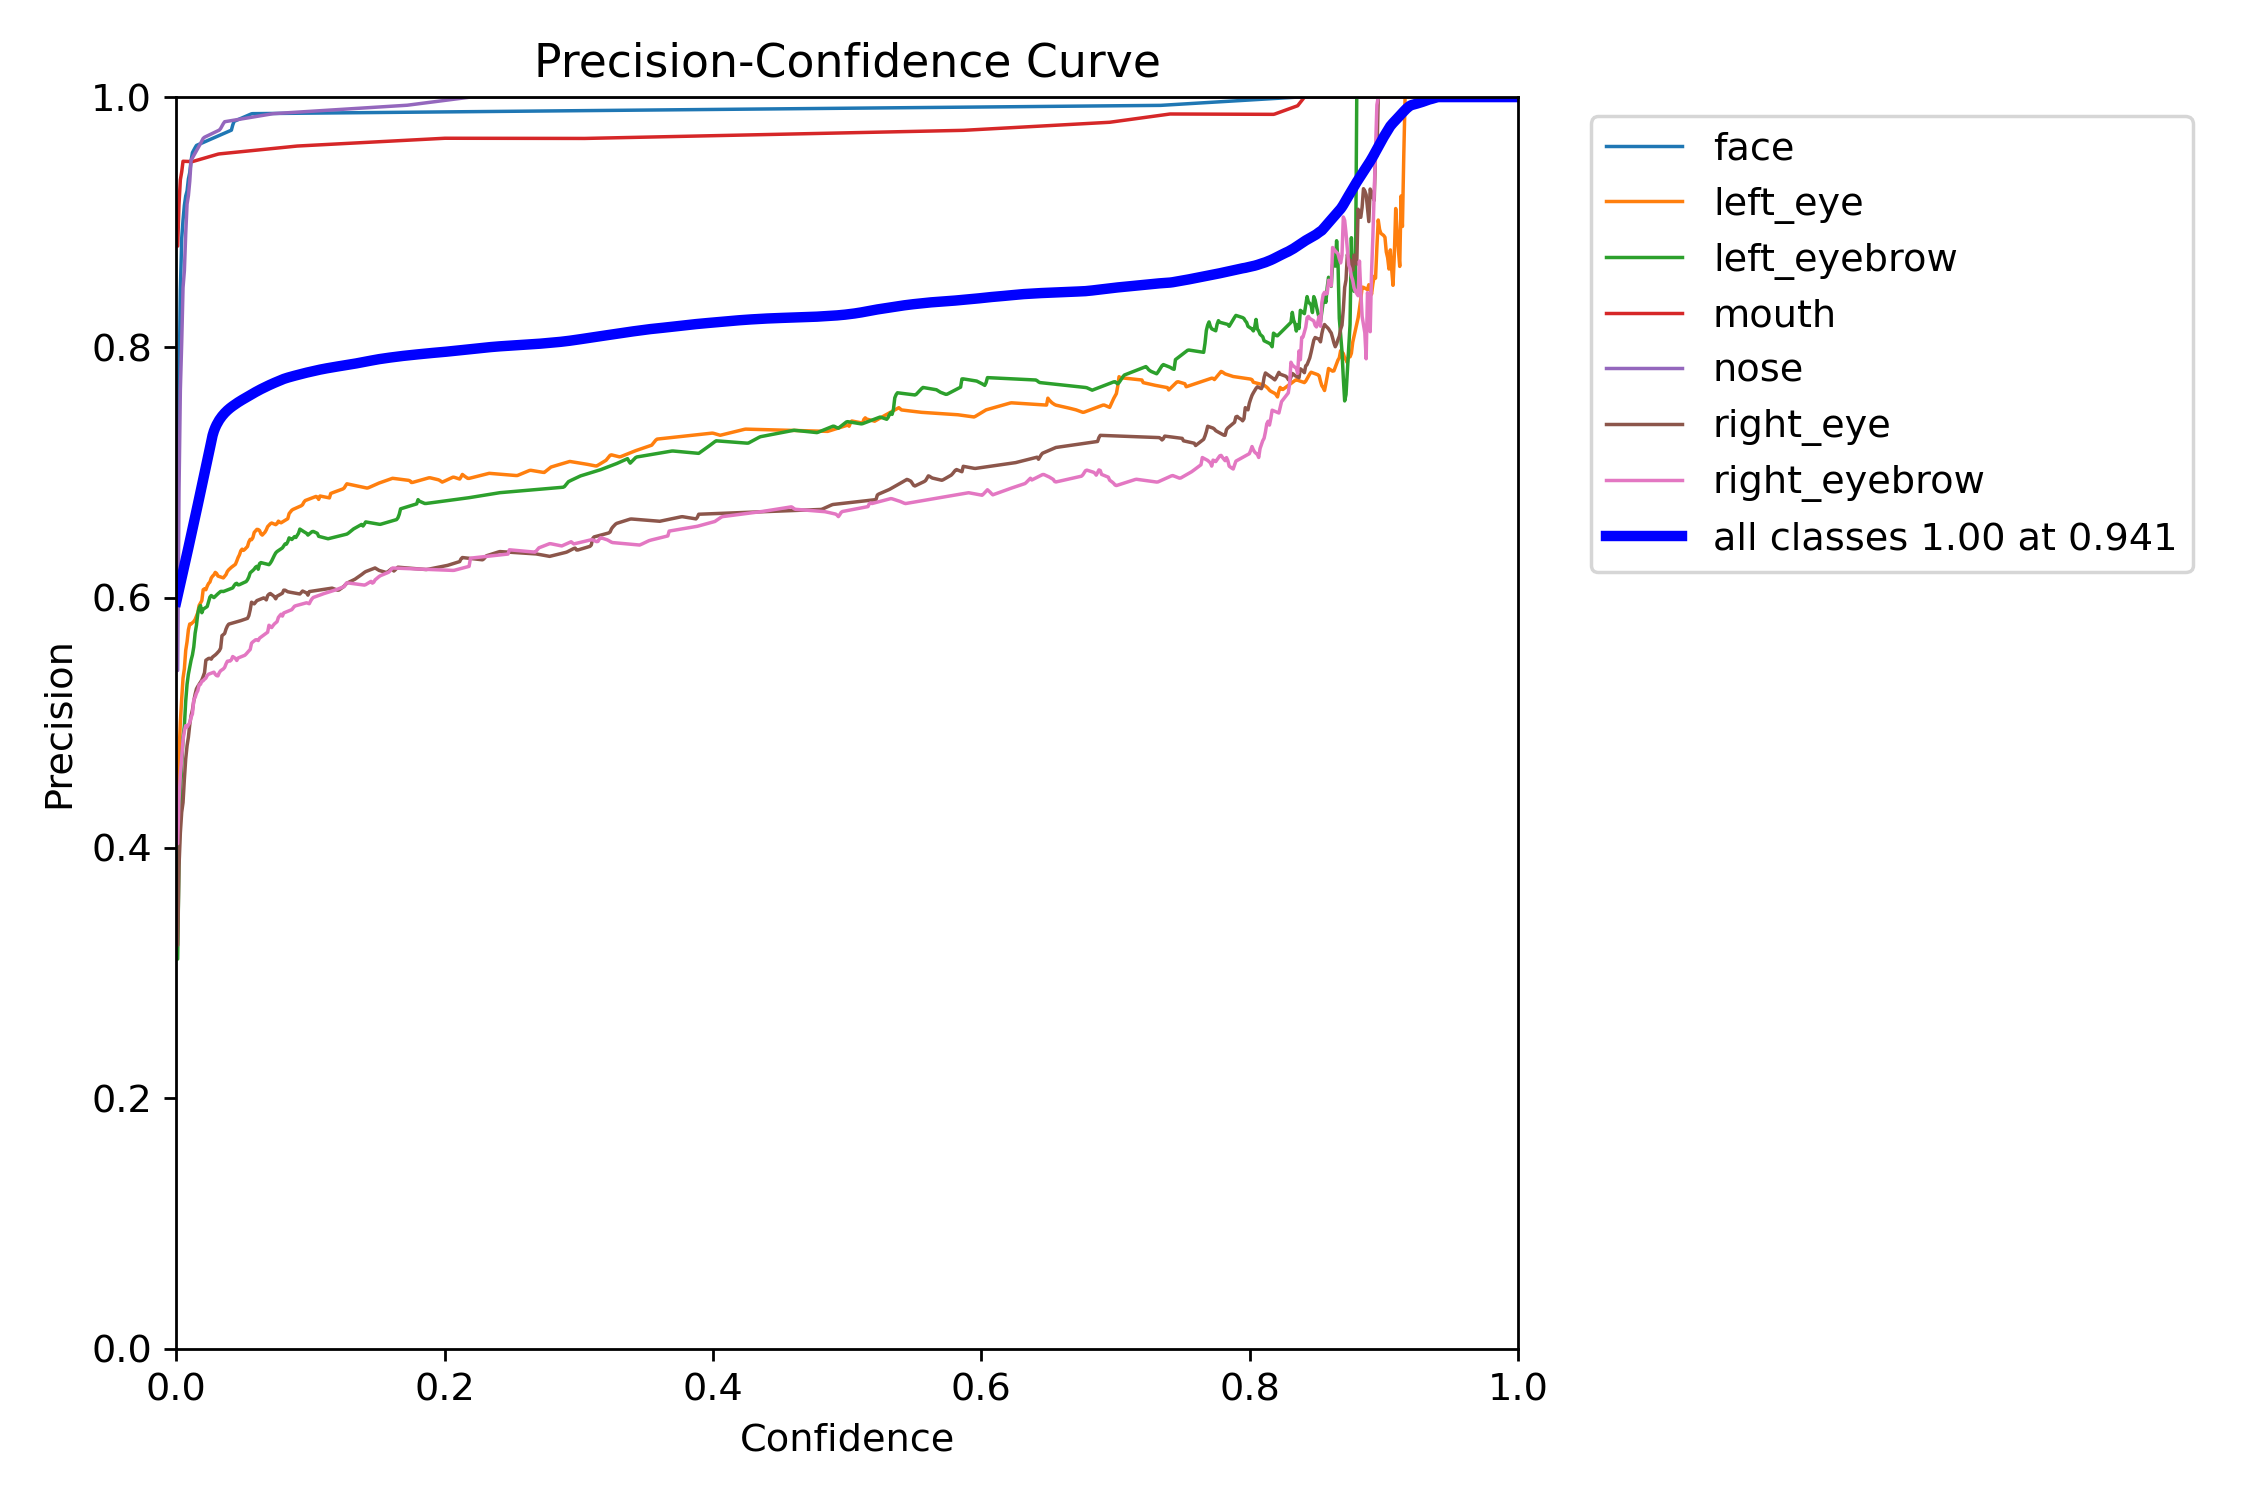 Precision-Confidence Curve
1.0
0.8
0.6
0.4
0.2
0.0
Precision
0.0 0.2 0.4 0.6 0.8 1.0
Confidence
face
left_eye
left_eyebrow
mouth
nose
right_eye
right_eyebrow
all classes 1.00 at 0.941